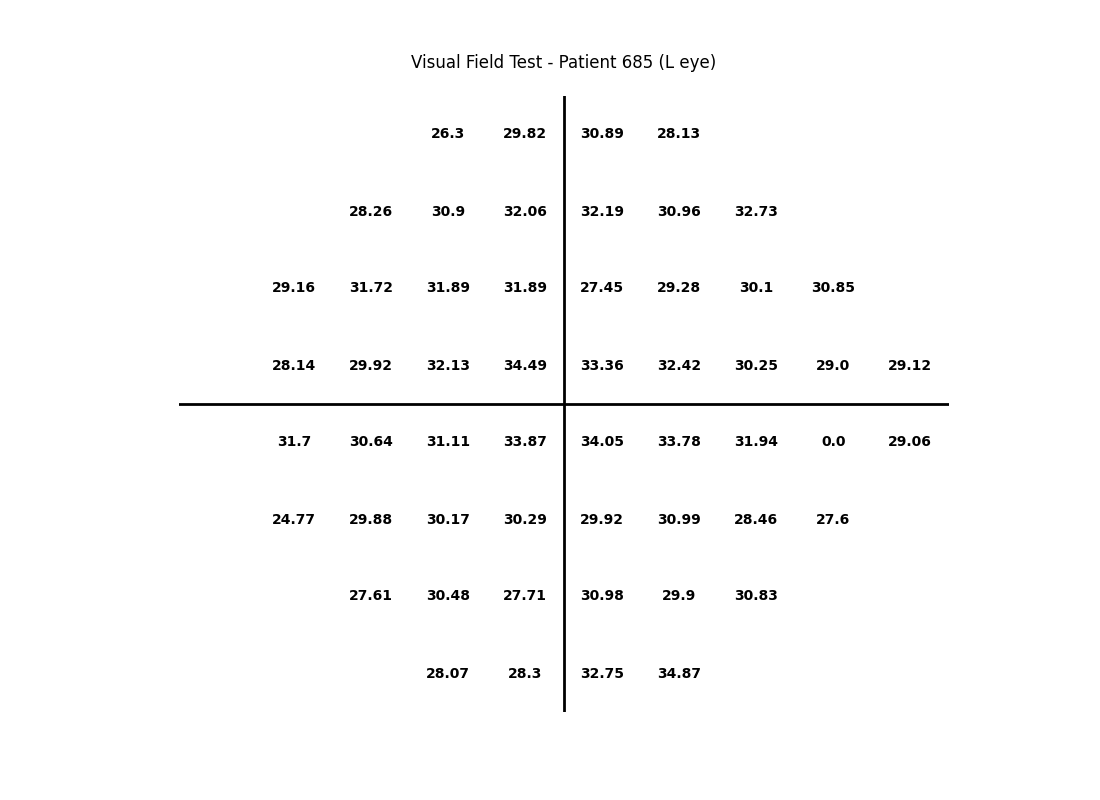 Visual Field Test - Patient 685 (L eye)
26.3 29.82 30.89 28.13
28.26 30.9 32.06 32.19 30.96 32.73
29.16 31.72 31.89 31.89 27.45 29.28 30.1 30.85
28.14 29.92 32.13 34.49 33.36 32.42 30.25 29.0 29.12
31.7 30.64 31.11 33.87 34.05 33.78 31.94 0.0 29.06
24.77 29.88 30.17 30.29 29.92 30.99 28.46 27.6
27.61 30.48 27.71 30.98 29.9 30.83
28.07 28.3 32.75 34.87